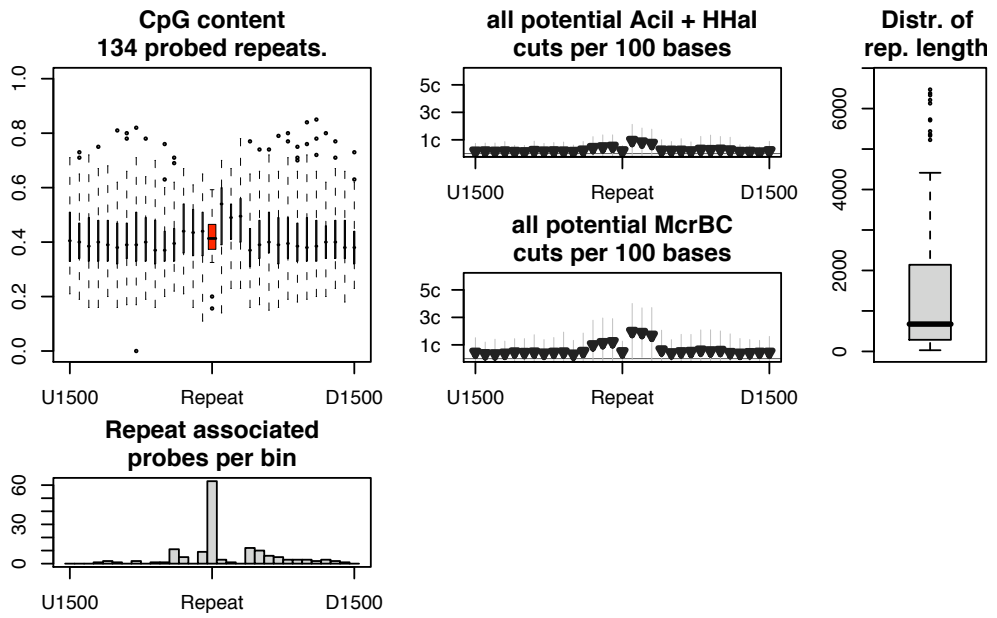 CpG content
134 probed repeats.
1.0
0.8
0.6
0.4
0.2
0.0
U1500 Repeat D1500
all potential AciI + HHaI
cuts per 100 bases
5c
3c
1c
U1500 Repeat D1500
all potential McrBC
cuts per 100 bases
5c
3c
1c
U1500 Repeat D1500
Distr. of
rep. length
6000
4000
2000
0
Repeat associated
probes per bin
60
30
0
U1500 Repeat D1500